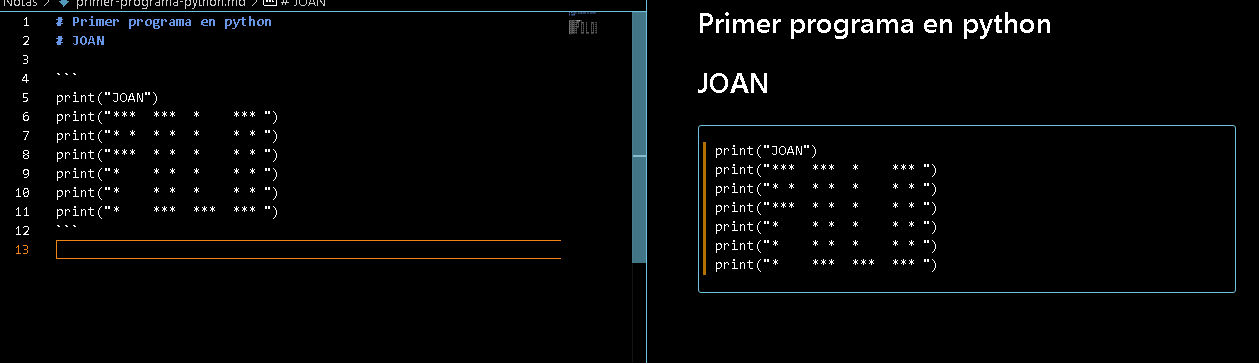 Notas > primer-programa-python.md > # JOAN
1 # Primer programa en python
2 # JOAN
3
4 ```
5 print("JOAN")
6 print("***  ***  *    *** ")
7 print("* *  * *  *    * * ")
8 print("***  * *  *    * * ")
9 print("*    * *  *    * * ")
10 print("*    * *  *    * * ")
11 print("*    ***  ***  *** ")
12 ```
13
Primer programa en python
JOAN
print("JOAN")
print("***  ***  *    *** ")
print("* *  * *  *    * * ")
print("***  * *  *    * * ")
print("*    * *  *    * * ")
print("*    * *  *    * * ")
print("*    ***  ***  *** ")